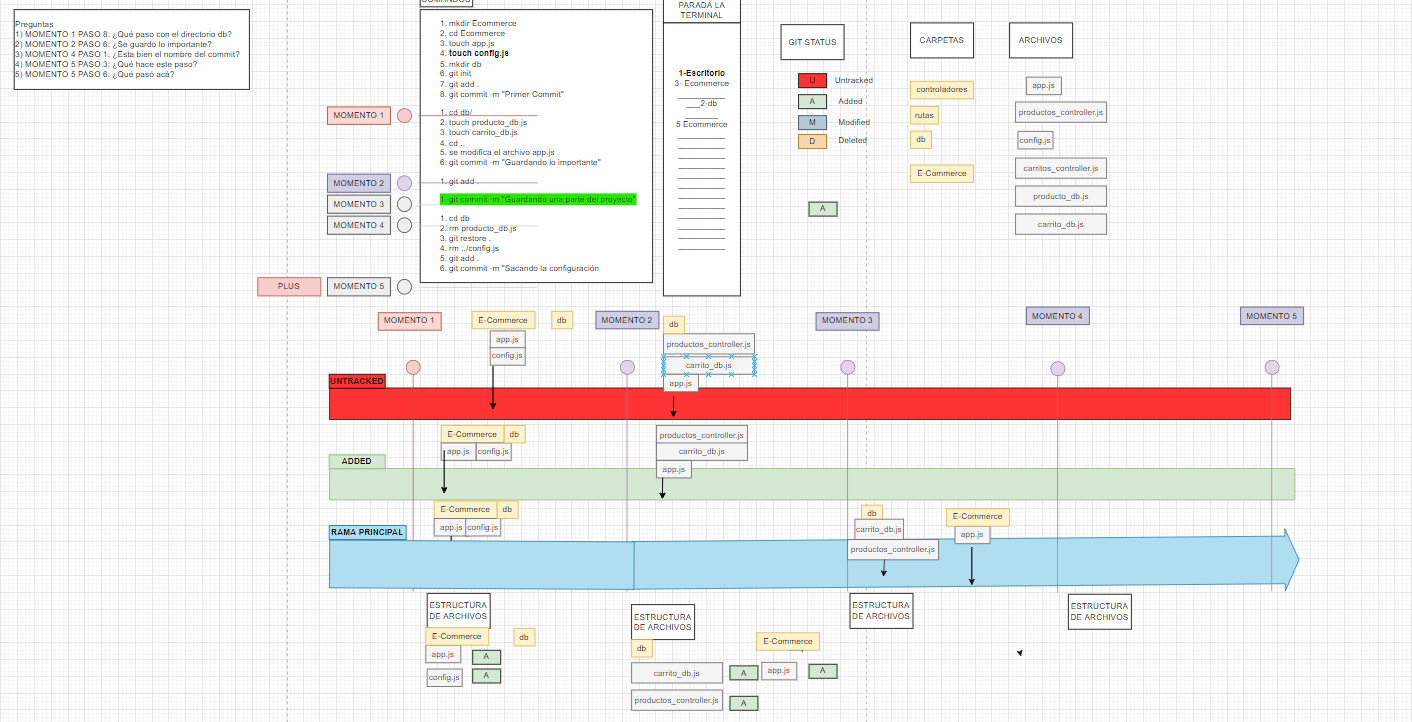 Preguntas
1) MOMENTO 1 PASO 8: ¿Qué paso con el directorio db?
2) MOMENTO 2 PASO 6: ¿Se guardo lo importante?
3) MOMENTO 4 PASO 1: ¿Esta bien el nombre del commit?
4) MOMENTO 5 PASO 3: ¿Qué hace este paso?
5) MOMENTO 5 PASO 6: ¿Qué pasó acá?
COMANDOS
1. mkdir Ecommerce
2. cd Ecommerce
3. touch app.js
4. touch config.js
5. mkdir db
6. git init
7. git add .
8. git commit -m "Primer Commit"
1. cd db/
2. touch producto_db.js
3. touch carrito_db.js
4. cd ..
5. se modifica el archivo app.js
6. git commit -m "Guardando lo importante"
1. git add .
1. git commit -m "Guardando una parte del proyecto"
1. cd db
2. rm producto_db.js
3. git restore .
4. rm ../config.js
5. git add .
6. git commit -m "Sacando la configuración
MOMENTO 1
MOMENTO 2
MOMENTO 3
MOMENTO 4
PLUS
MOMENTO 5
PARADA LA
TERMINAL
1-Escritorio
3- Ecommerce
___2-db
5 Ecommerce
GIT STATUS
U Untracked
A Added
M Modified
D Deleted
A
CARPETAS
controladores
rutas
db
E-Commerce
ARCHIVOS
app.js
productos_controller.js
config.js
carritos_controller.js
producto_db.js
carrito_db.js
MOMENTO 1
E-Commerce
db
app.js
config.js
MOMENTO 2
db
productos_controller.js
carrito_db.js
app.js
MOMENTO 3
MOMENTO 4
MOMENTO 5
UNTRACKED
E-Commerce
db
app.js
config.js
productos_controller.js
carrito_db.js
app.js
ADDED
E-Commerce
db
app.js
config.js
db
carrito_db.js
productos_controller.js
E-Commerce
app.js
RAMA PRINCIPAL
ESTRUCTURA
DE ARCHIVOS
E-Commerce
db
app.js
A
config.js
A
ESTRUCTURA
DE ARCHIVOS
db
carrito_db.js
A
productos_controller.js
A
E-Commerce
app.js
A
ESTRUCTURA
DE ARCHIVOS
ESTRUCTURA
DE ARCHIVOS